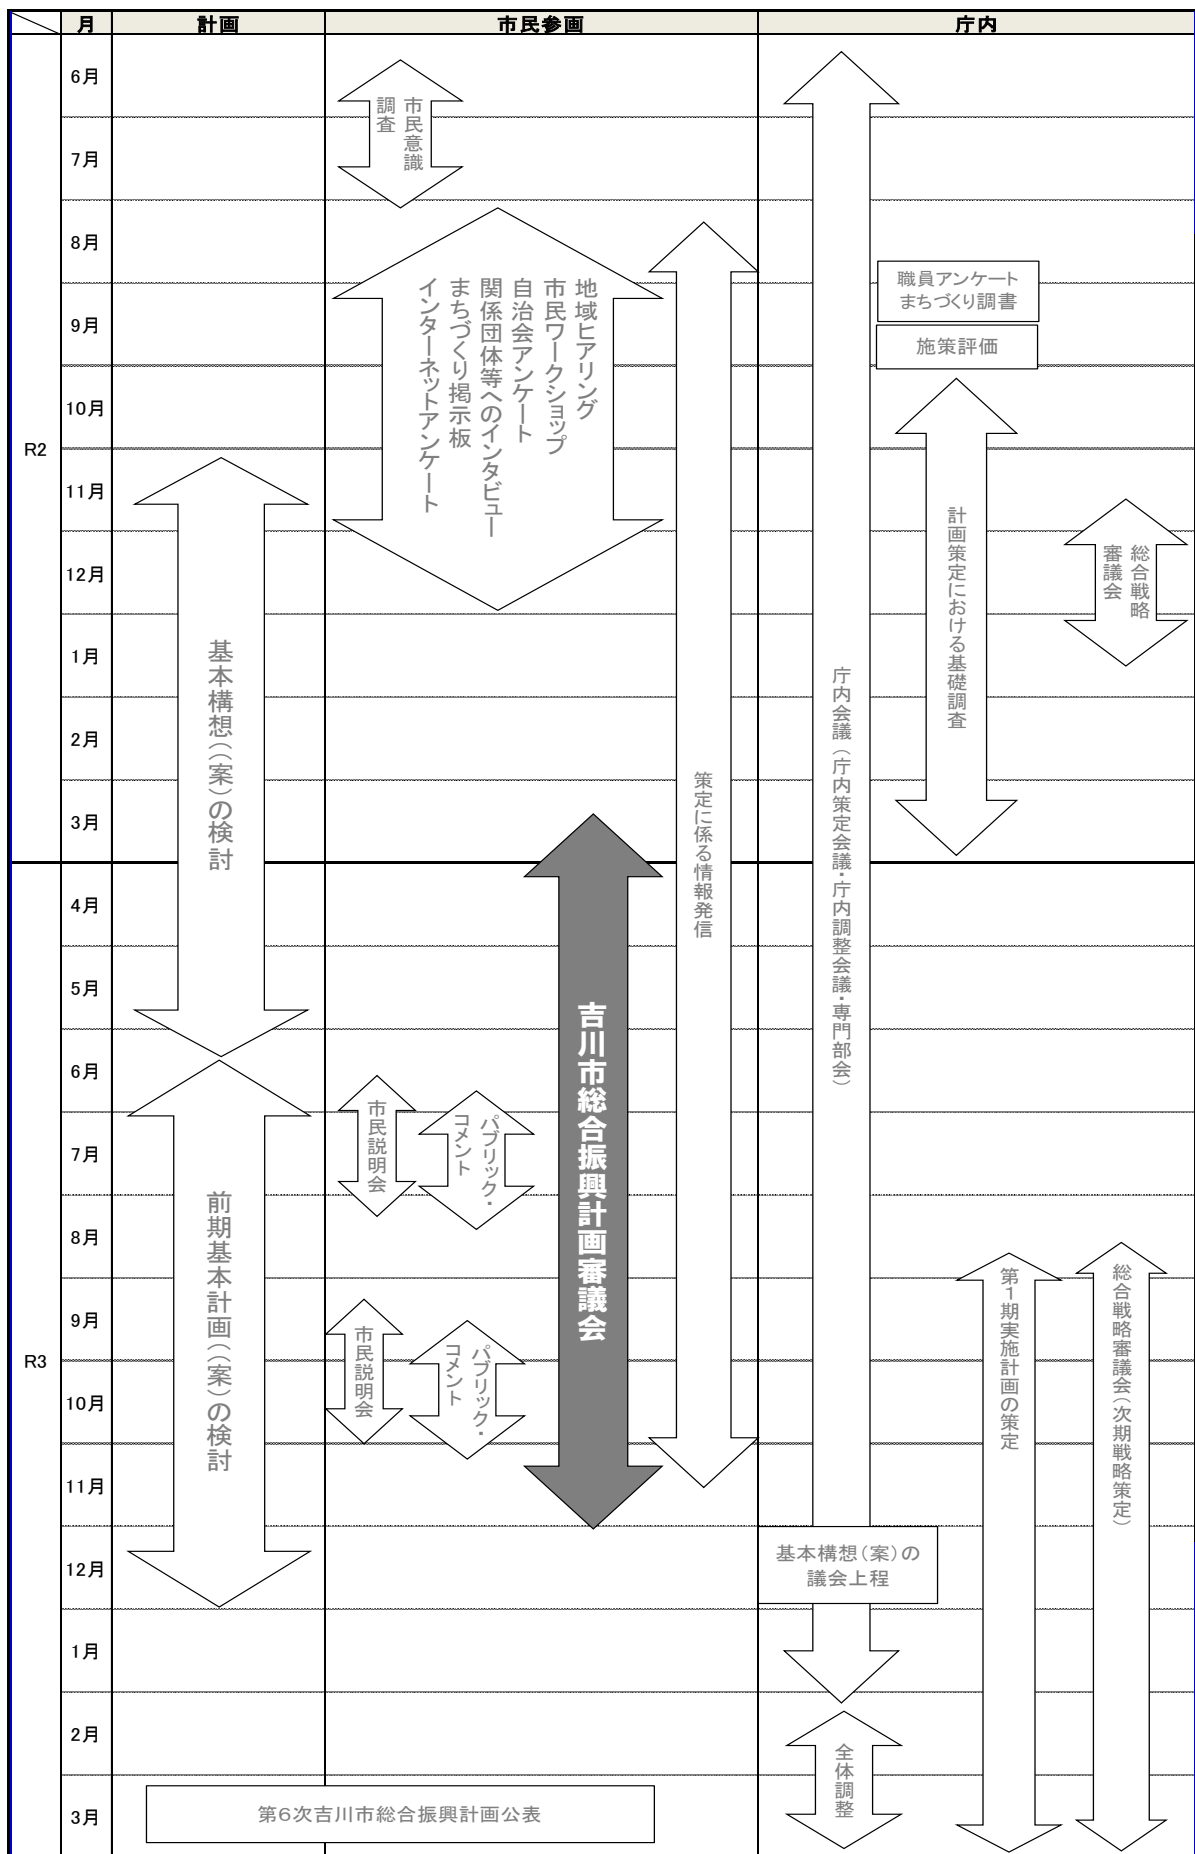 月
計画
市民参画
庁内
R2
6月
7月
8月
9月
10月
11月
12月
1月
2月
3月
R3
4月
5月
6月
7月
8月
9月
10月
11月
12月
1月
2月
3月
基本構想(（案）の検討
前期基本計画(（案）の検討
市民意識
調査
地域ヒアリング
市民ワークショップ
自治会アンケート
関係団体等へのインタビュー
まちづくり掲示板
インターネットアンケート
策定に係る情報発信
吉川市総合振興計画審議会
市民説明会
パブリック・
コメント
市民説明会
パブリック・
コメント
庁内会議（庁内策定会議・庁内調整会議・専門部会）
職員アンケート
まちづくり調書
施策評価
計画策定における基礎調査
総合戦略
審議会
第1期実施計画の策定
総合戦略審議会（次期戦略策定）
基本構想（案）の
議会上程
全体調整
第6次吉川市総合振興計画公表